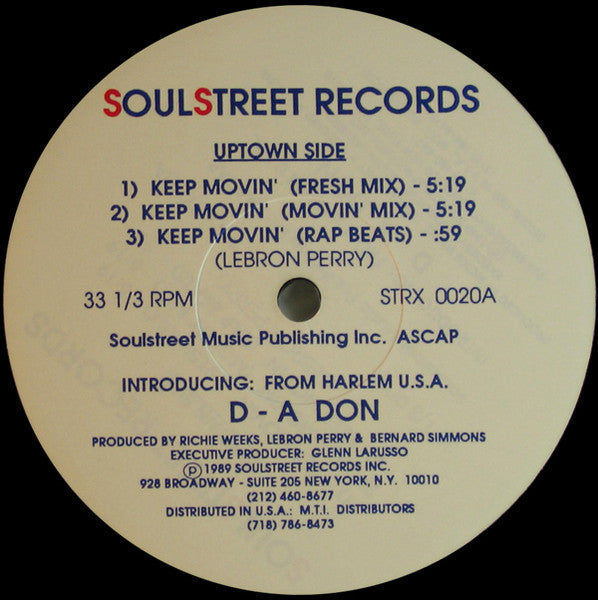 SOULSTREET RECORDS
UPTOWN SIDE
1) KEEP MOVIN' (FRESH MIX) - 5:19
2) KEEP MOVIN' (MOVIN' MIX) - 5:19
3) KEEP MOVIN' (RAP BEATS) - :59
(LEBRON PERRY)
33 1/3 RPM STRX 0020A
Soulstreet Music Publishing Inc. ASCAP
INTRODUCING: FROM HARLEM U.S.A.
D - A DON
PRODUCED BY RICHIE WEEKS, LEBRON PERRY & BERNARD SIMMONS
EXECUTIVE PRODUCER: GLENN LARUSSO
℗ 1989 SOULSTREET RECORDS INC.
928 BROADWAY - SUITE 205 NEW YORK, N.Y. 10010
(212) 460-8677
DISTRIBUTED IN U.S.A.: M.T.I. DISTRIBUTORS
(718) 786-8473